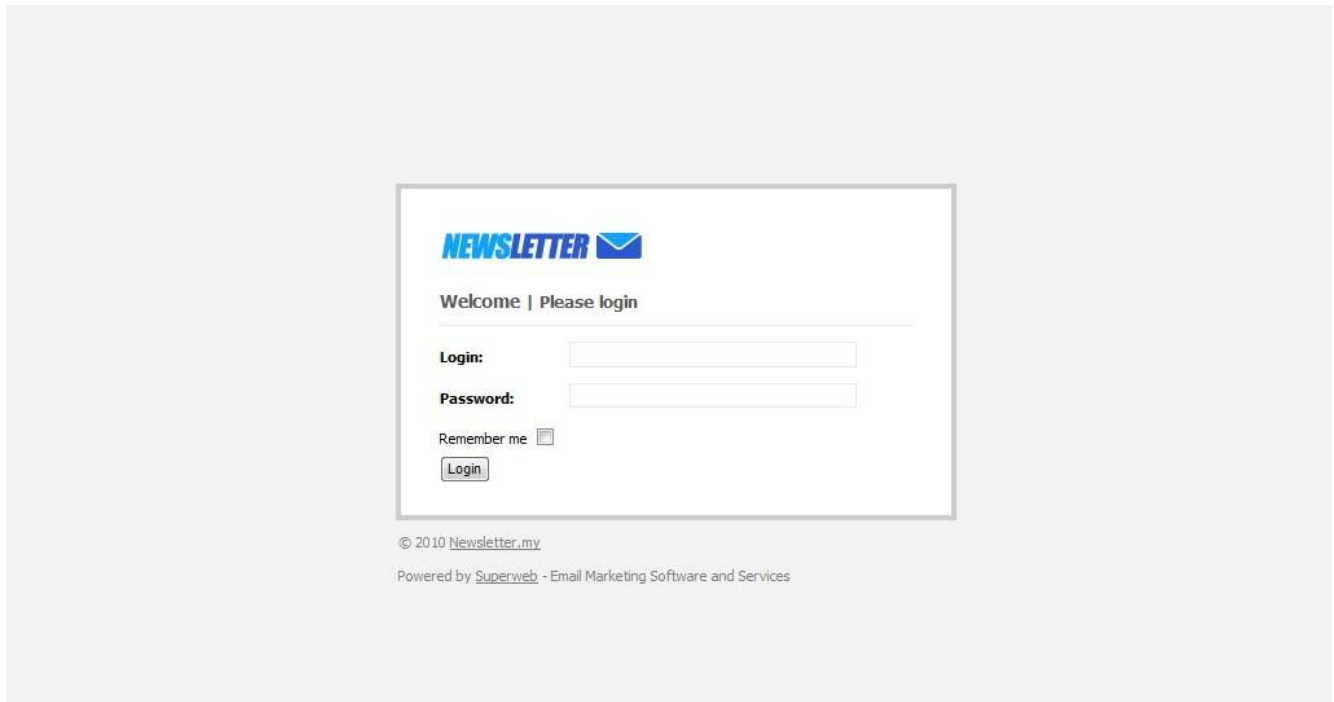 NEWSLETTER
Welcome | Please login
Login:
Password:
Remember me
Login
© 2010 Newsletter.my
Powered by Superweb - Email Marketing Software and Services